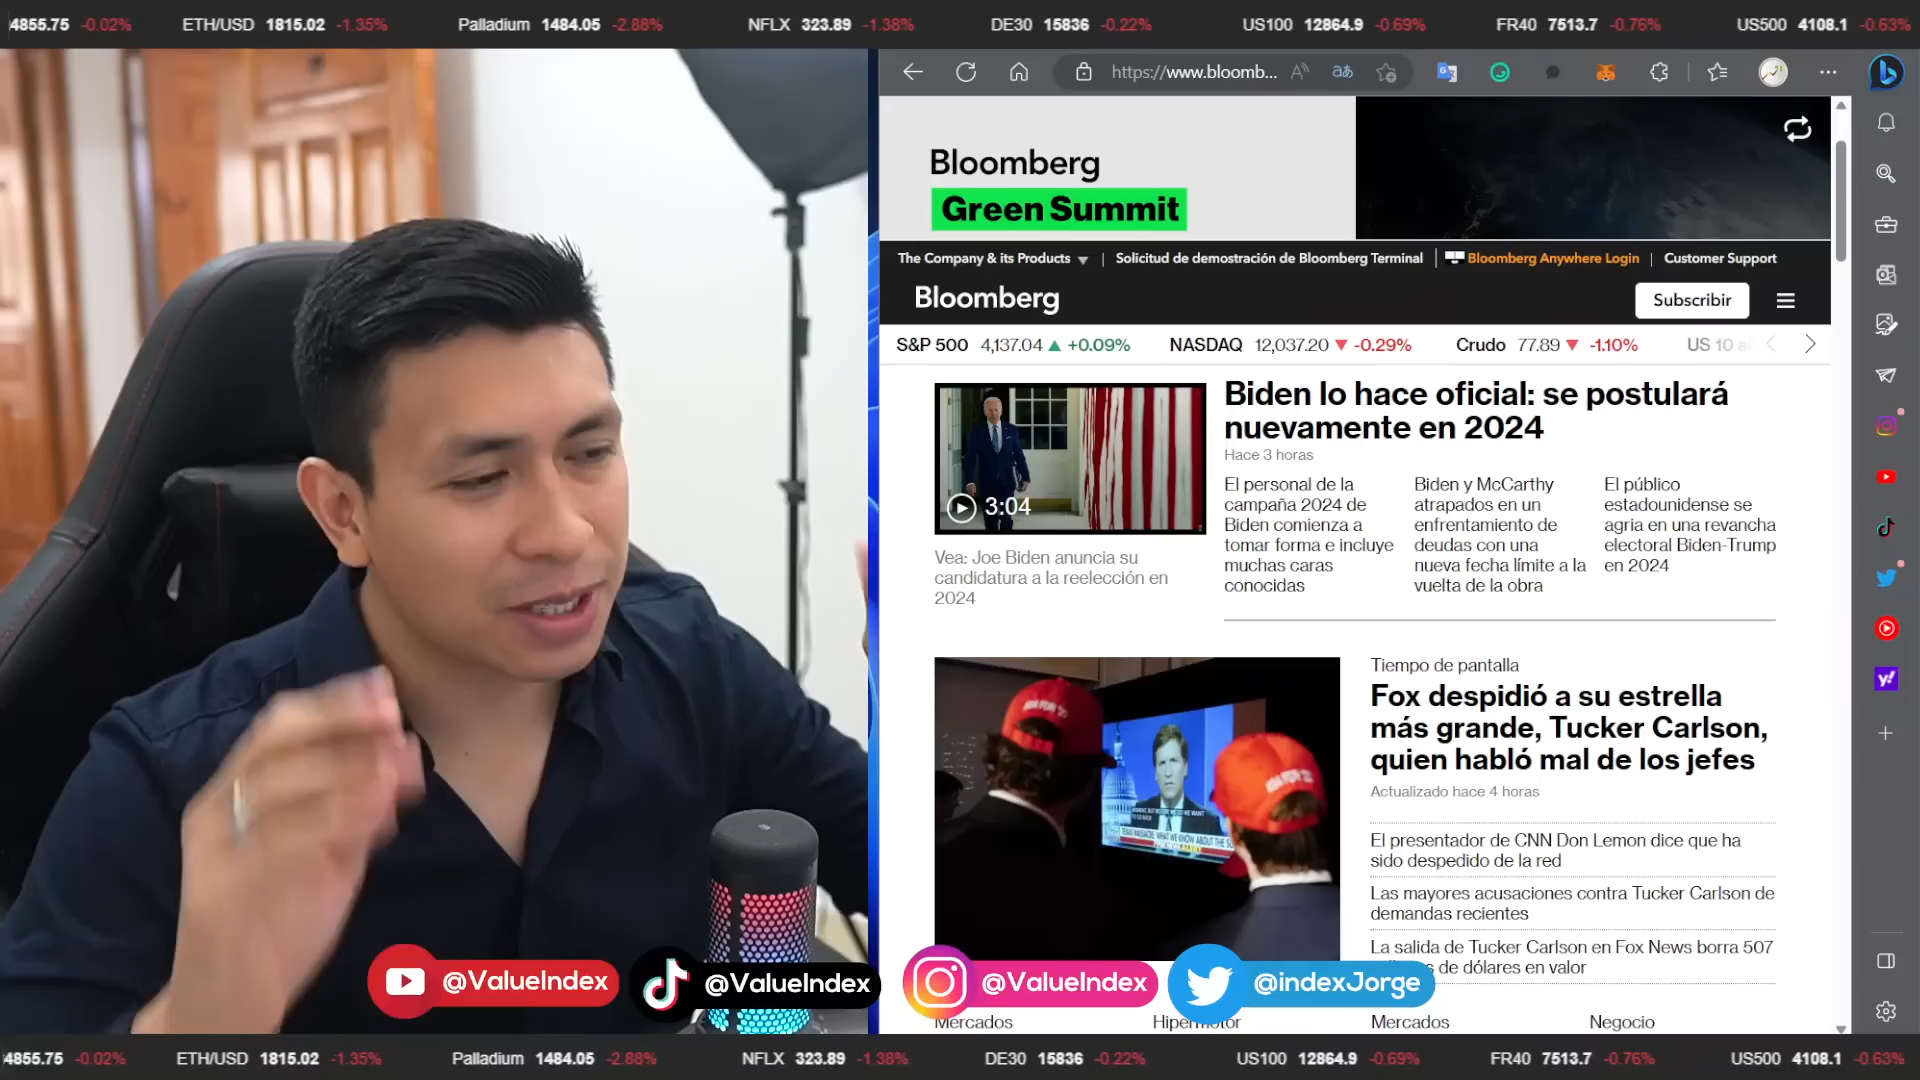 4855.75 -0.02% ETH/USD 1815.02 -1.35% Palladium 1484.05 -2.88% NFLX 323.89 -1.38% DE30 15836 -0.22% US100 12864.9 -0.69% FR40 7513.7 -0.76% US500 4108.1 -0.63%
https://www.bloomb...
Bloomberg
Green Summit
The Company & its Products | Solicitud de demostración de Bloomberg Terminal | Bloomberg Anywhere Login | Customer Support
Bloomberg
Subscribir
S&P 500 4,137.04 +0.09% NASDAQ 12,037.20 -0.29% Crudo 77.89 -1.10% US 10
3:04
Vea: Joe Biden anuncia su
candidatura a la reelección en
2024
Biden lo hace oficial: se postulará
nuevamente en 2024
Hace 3 horas
El personal de la
campaña 2024 de
Biden comienza a
tomar forma e incluye
muchas caras
conocidas
Biden y McCarthy
atrapados en un
enfrentamiento de
deudas con una
nueva fecha límite a la
vuelta de la obra
El público
estadounidense se
agria en una revancha
electoral Biden-Trump
en 2024
Tiempo de pantalla
Fox despidió a su estrella
más grande, Tucker Carlson,
quien habló mal de los jefes
Actualizado hace 4 horas
El presentador de CNN Don Lemon dice que ha
sido despedido de la red
Las mayores acusaciones contra Tucker Carlson de
demandas recientes
La salida de Tucker Carlson en Fox News borra 507
de dólares en valor
@ValueIndex
@ValueIndex
@ValueIndex
@indexJorge
Mercados
Mercados
Negocio
4855.75 -0.02% ETH/USD 1815.02 -1.35% Palladium 1484.05 -2.88% NFLX 323.89 -1.38% DE30 15836 -0.22% US100 12864.9 -0.69% FR40 7513.7 -0.76% US500 4108.1 -0.63%